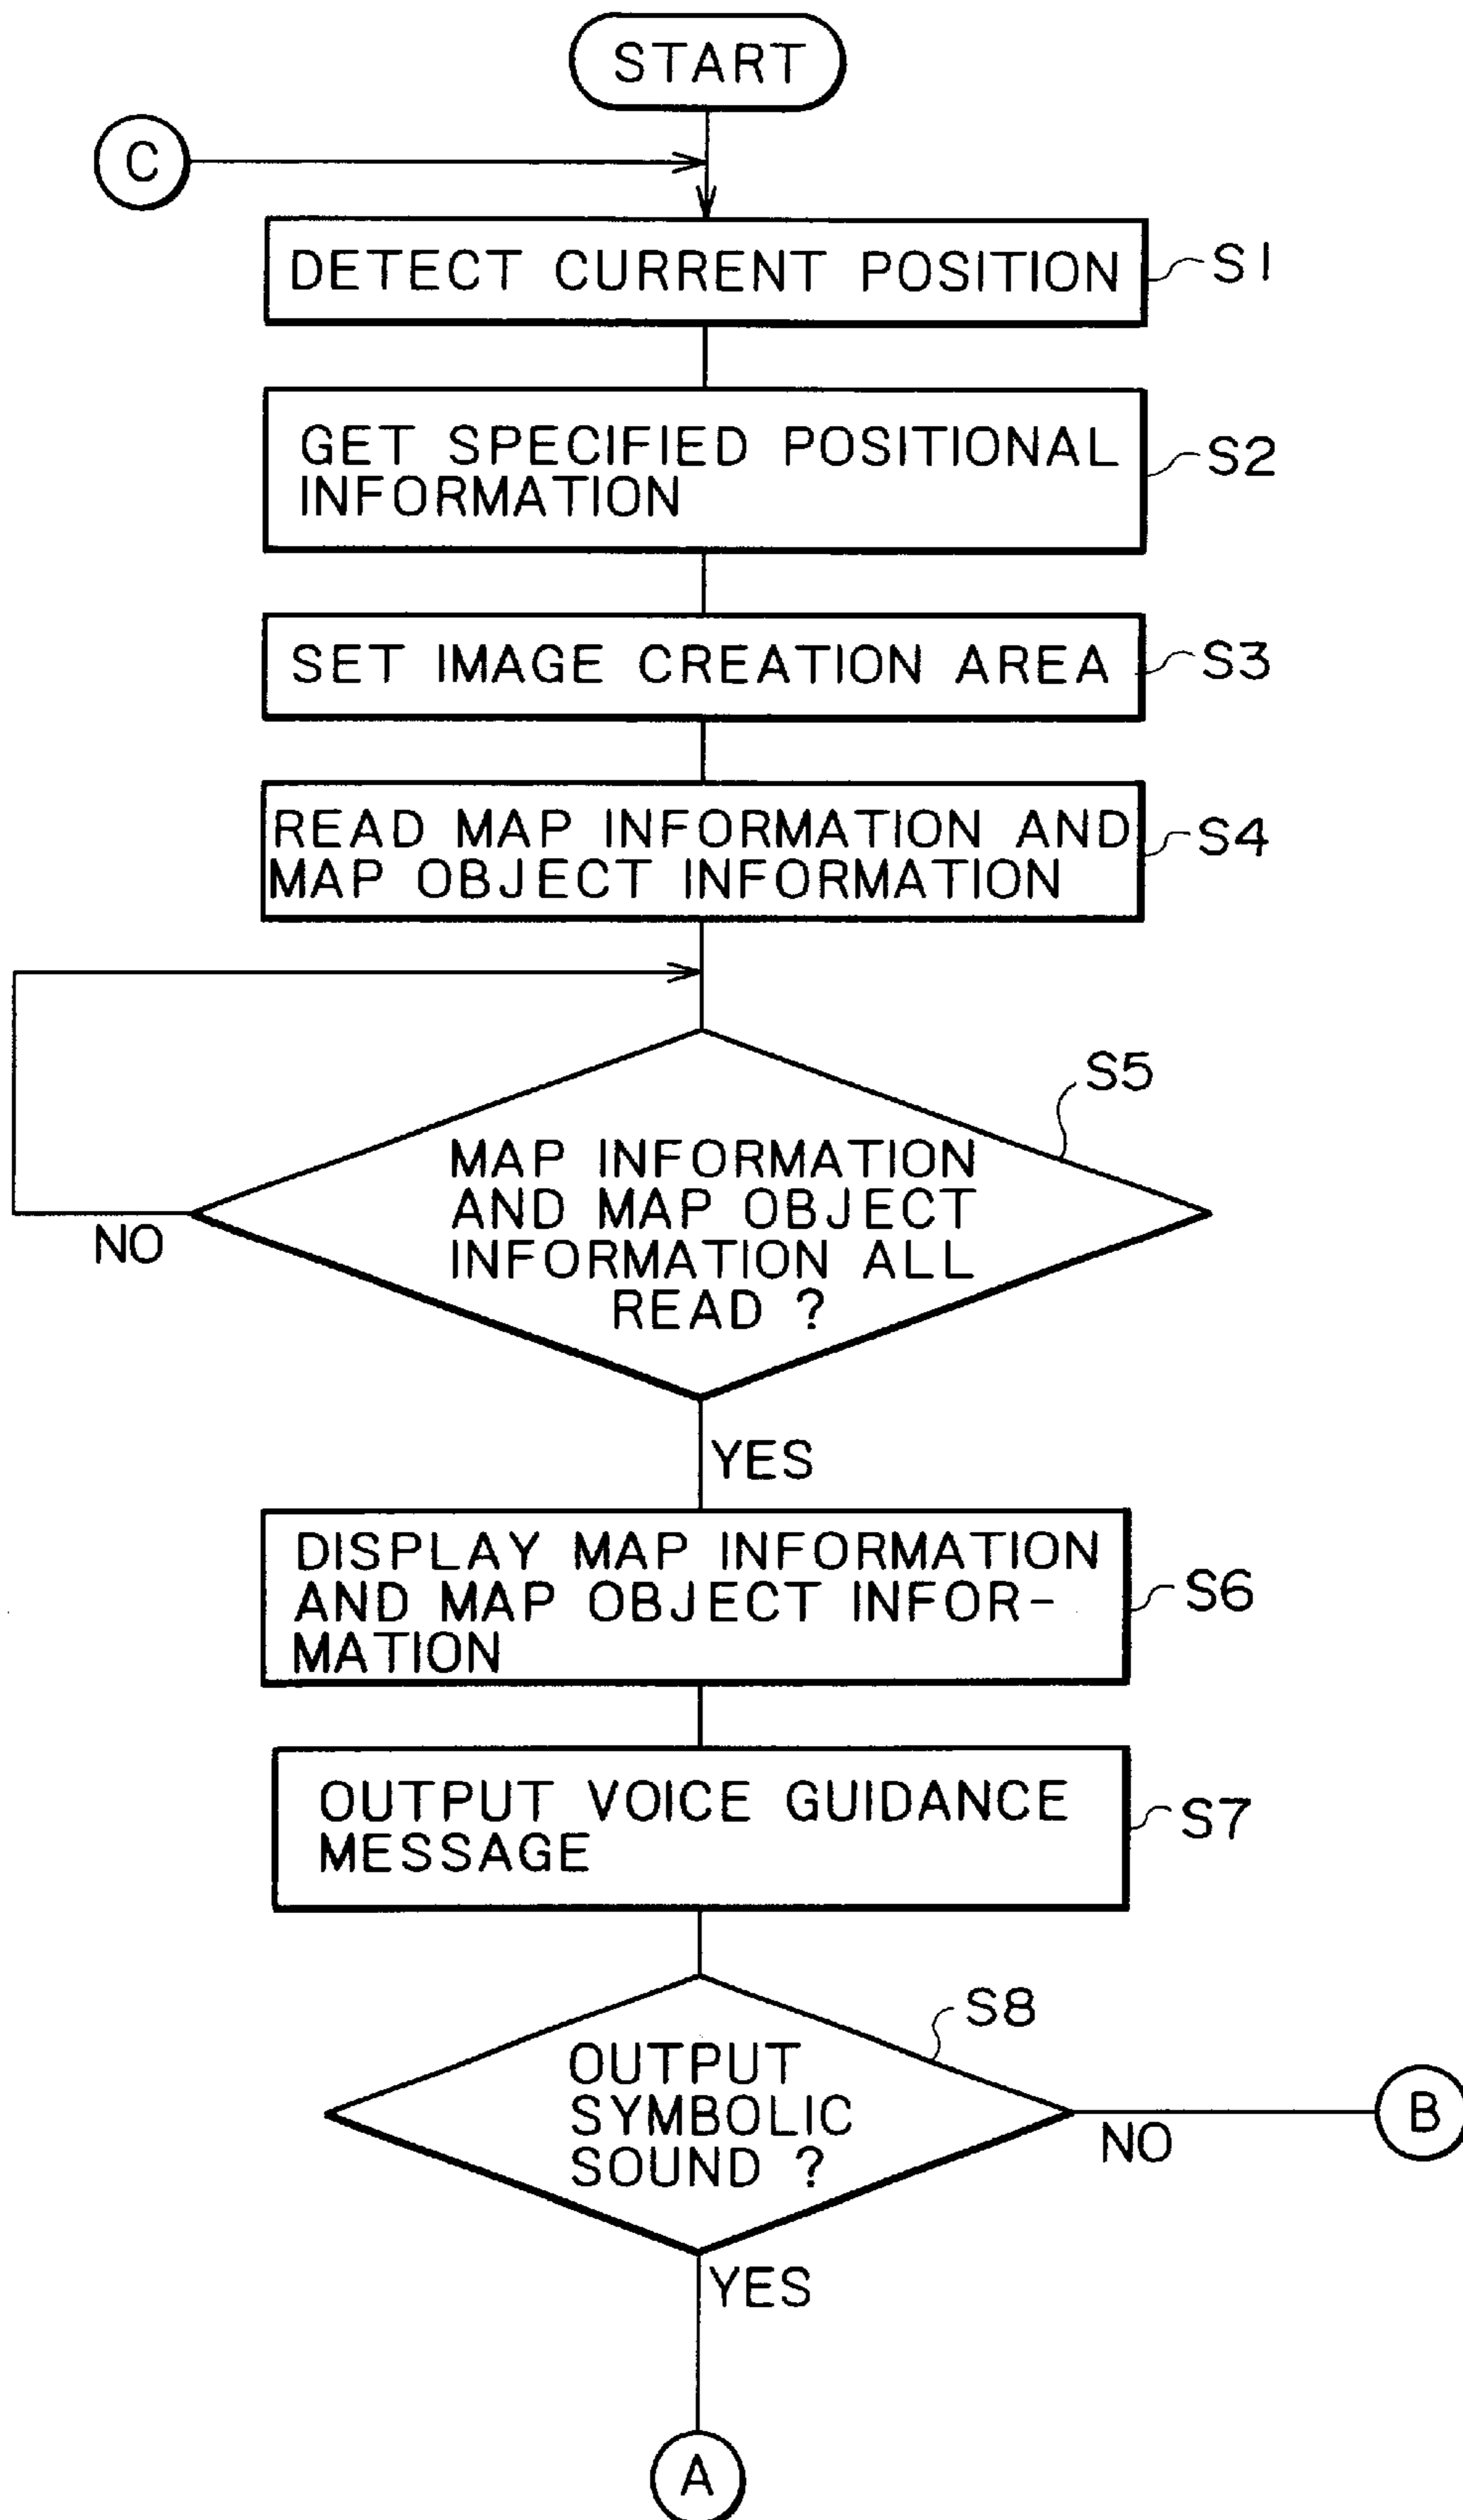 START
C
DETECT CURRENT POSITION
S1
GET SPECIFIED POSITIONAL
INFORMATION
S2
SET IMAGE CREATION AREA
S3
READ MAP INFORMATION AND
MAP OBJECT INFORMATION
S4
S5
MAP INFORMATION
AND MAP OBJECT
INFORMATION ALL
READ ?
NO
YES
DISPLAY MAP INFORMATION
AND MAP OBJECT INFOR-
MATION
S6
OUTPUT VOICE GUIDANCE
MESSAGE
S7
S8
OUTPUT
SYMBOLIC
SOUND ?
NO
B
YES
A